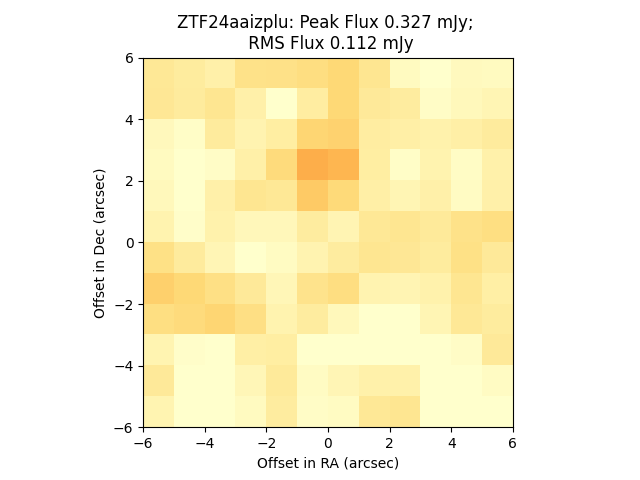 ZTF24aaizplu: Peak Flux 0.327 mJy;
RMS Flux 0.112 mJy
6
4
2
0
−2
−4
−6
Offset in Dec (arcsec)
−6 −4 −2 0 2 4 6
Offset in RA (arcsec)